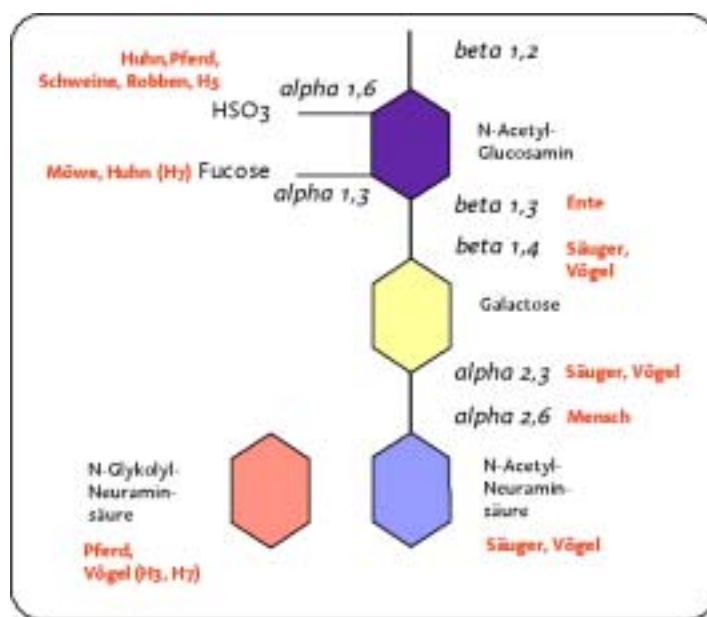 beta 1,2
Huhn,Pferd,
Schweine, Robben, H5
alpha 1,6
HSO3
N-Acetyl-
Glucosamin
Möwe, Huhn (H7) Fucose
alpha 1,3
beta 1,3 Ente
beta 1,4 Säuger,
Vögel
Galactose
alpha 2,3 Säuger, Vögel
alpha 2,6 Mensch
N-Glykolyl-
Neuramin-
säure
Pferd,
Vögel (H3, H7)
N-Acetyl-
Neuramin-
säure
Säuger, Vögel